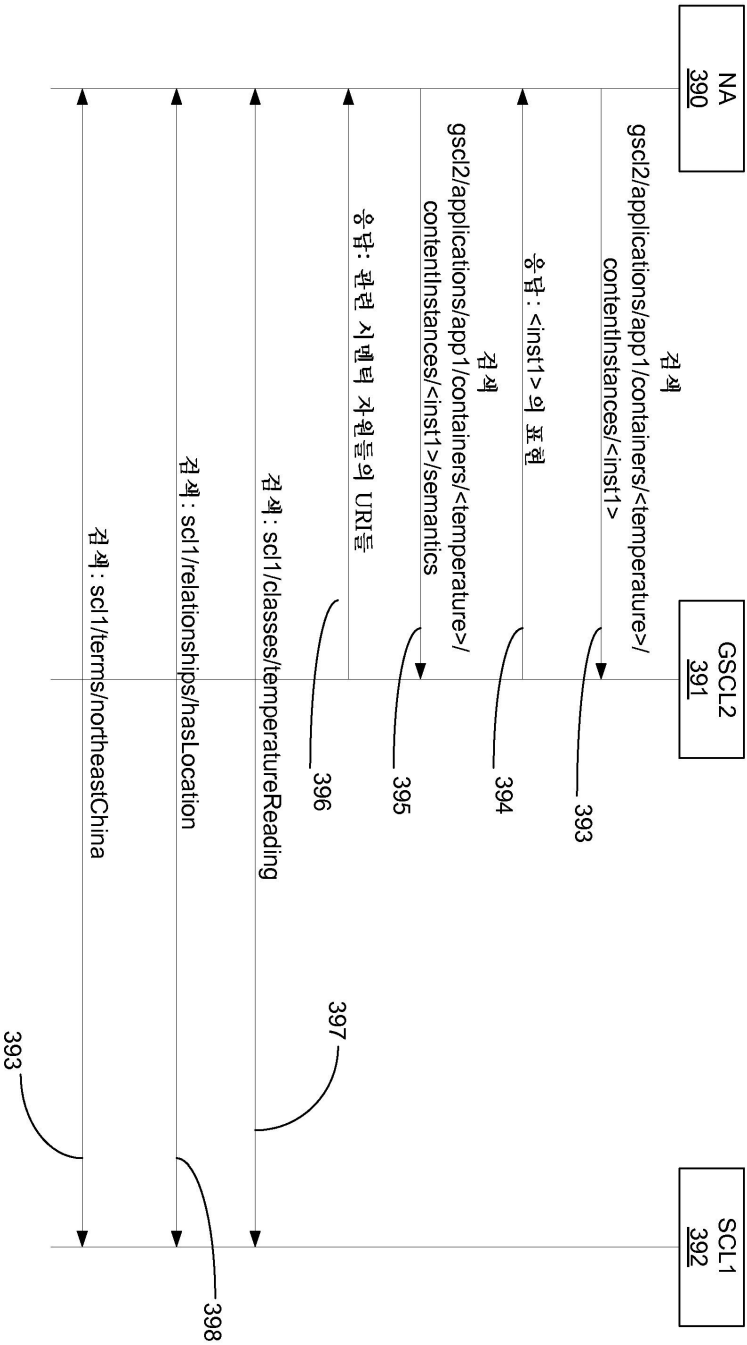 NA
390
GSCL2
391
SCL1
392
검색
gscl2/applications/app1/containers/<temperature>/
contentInstances/<inst1>
393
응답: <inst1>의 표현
394
검색
gscl2/applications/app1/containers/<temperature>/
contentInstances/<inst1>/semantics
395
응답: 관련 시멘틱 자원들의 URI들
396
검색: scl1/classes/temperatureReading
397
검색: scl1/relationships/hasLocation
398
검색: scl1/terms/northeastChina
393